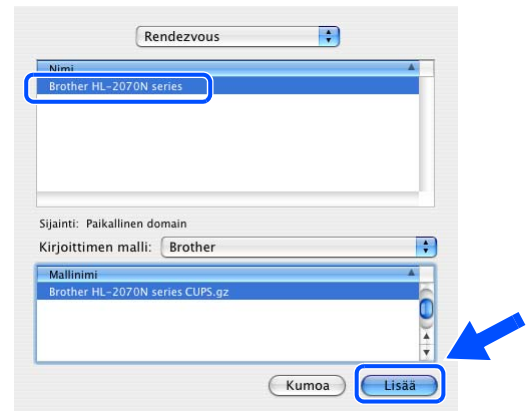 Rendezvous
Nimi
Brother HL-2070N series
Sijainti: Paikallinen domain
Kirjoittimen malli: Brother
Mallinimi
Brother HL-2070N series CUPS.gz
Kumoa Lisää